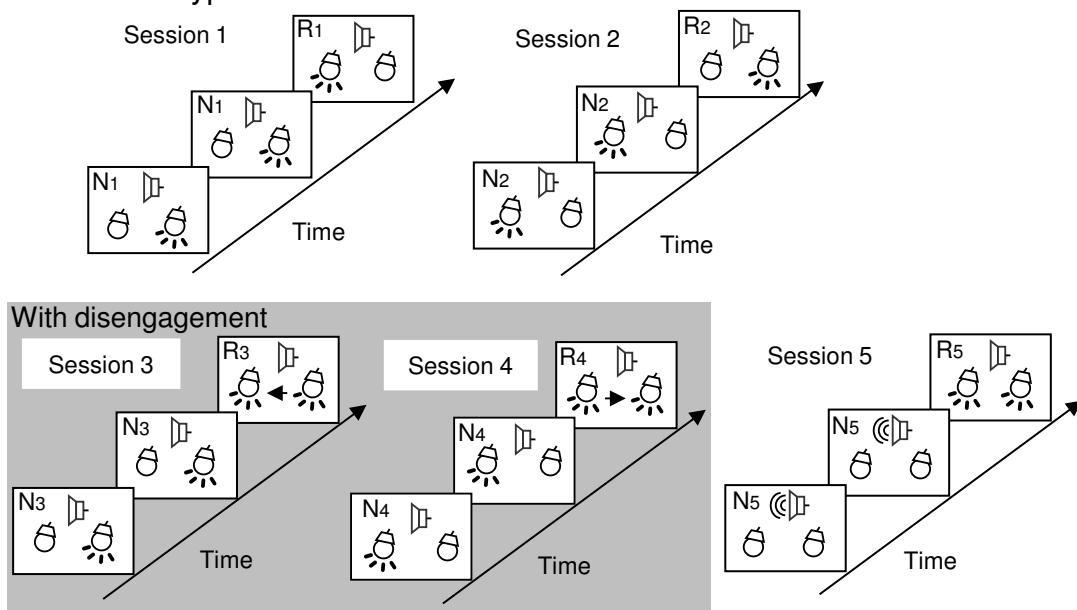 Session 1
R1
N1
N1
Time
Session 2
R2
N2
N2
Time
With disengagement
Session 3
R3
N3
N3
Time
Session 4
R4
N4
N4
Time
Session 5
R5
N5
N5
Time